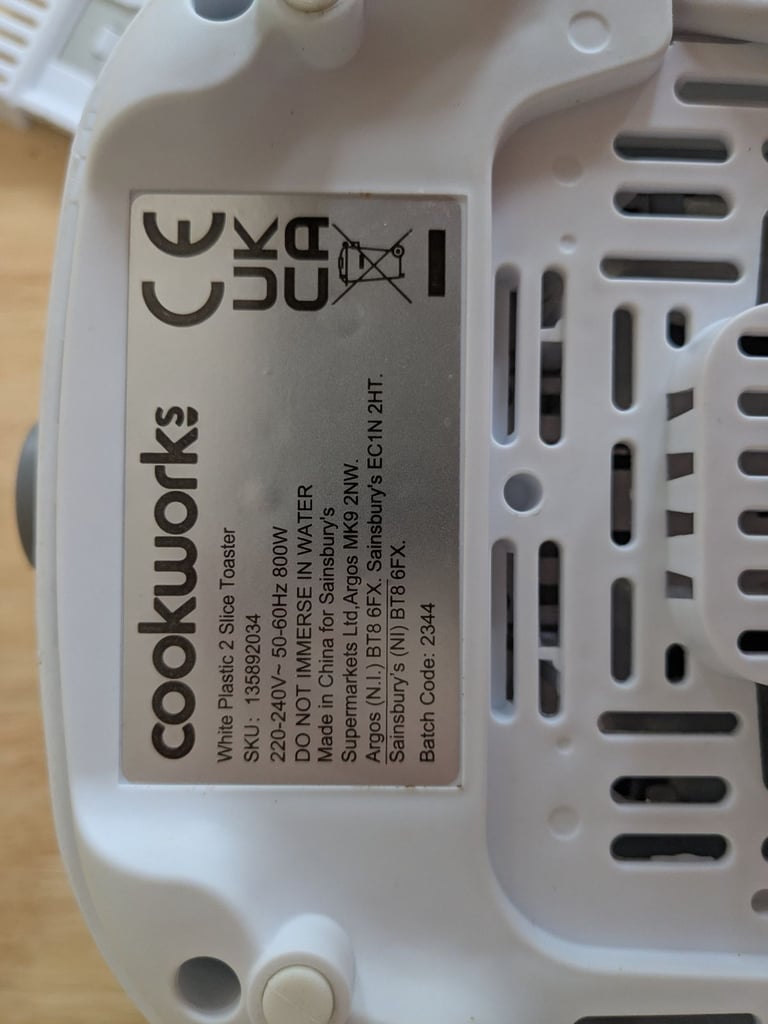 cookworks
CE
UK
CA
White Plastic 2 Slice Toaster
SKU : 135892034
220-240V~ 50-60Hz 800W
DO NOT IMMERSE IN WATER
Made in China for Sainsbury's
Supermarkets Ltd,Argos MK9 2NW.
Argos (N.I.) BT8 6FX. Sainsbury's EC1N 2HT.
Sainsbury's (NI) BT8 6FX.
Batch Code: 2344